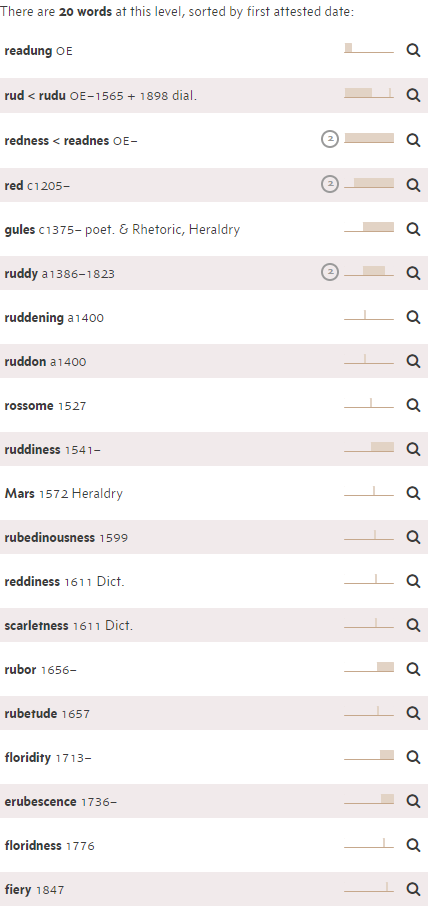 There are 20 words at this level, sorted by first attested date:
readung OE
rud < rudu OE–1565 + 1898 dial.
redness < readnes OE– 2
red c1205– 2
gules c1375– poet. & Rhetoric, Heraldry
ruddy a1386–1823 2
ruddening a1400
ruddon a1400
rossome 1527
ruddiness 1541–
Mars 1572 Heraldry
rubedinousness 1599
reddiness 1611 Dict.
scarletness 1611 Dict.
rubor 1656–
rubetude 1657
floridity 1713–
erubescence 1736–
floridness 1776
fiery 1847